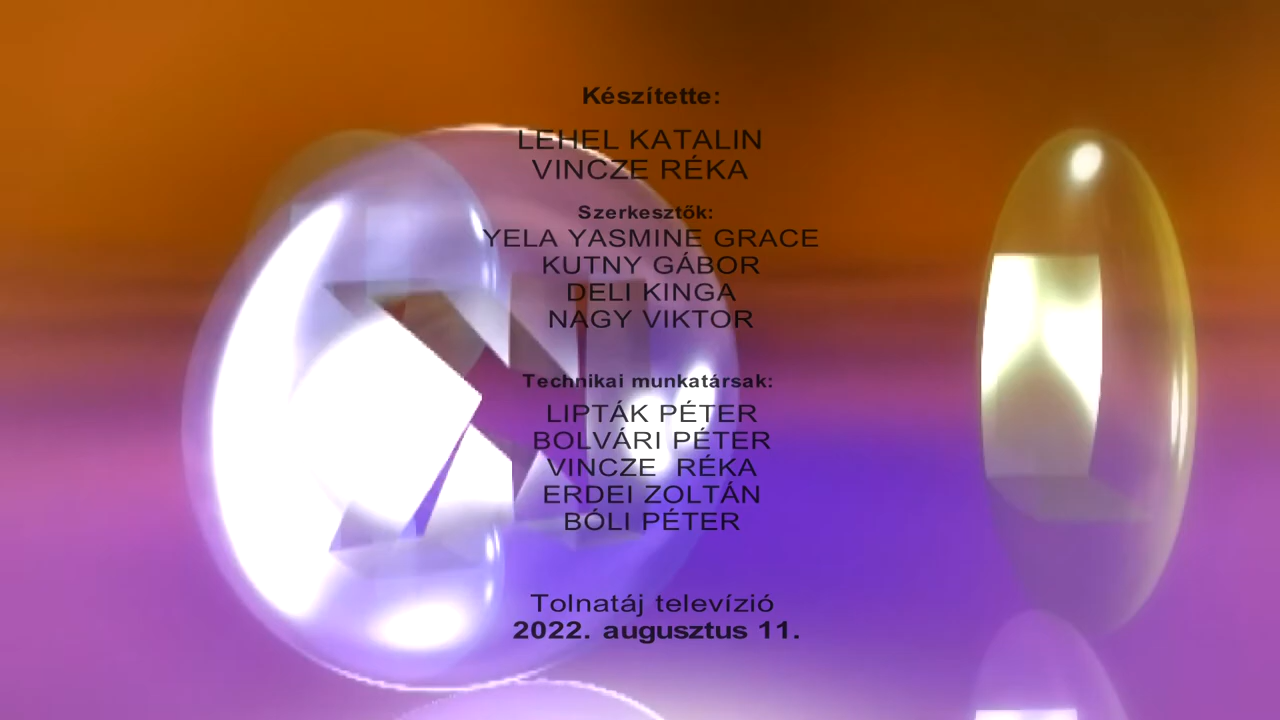 Készítette:
LEHEL KATALIN
VINCZE RÉKA
Szerkesztők:
YELA YASMINE GRACE
KUTNY GÁBOR
DELI KINGA
NAGY VIKTOR
Technikai munkatársak:
LIPTÁK PÉTER
BOLVÁRI PÉTER
VINCZE  RÉKA
ERDEI ZOLTÁN
BÓLI PÉTER
Tolnatáj televízió
2022. augusztus 11.